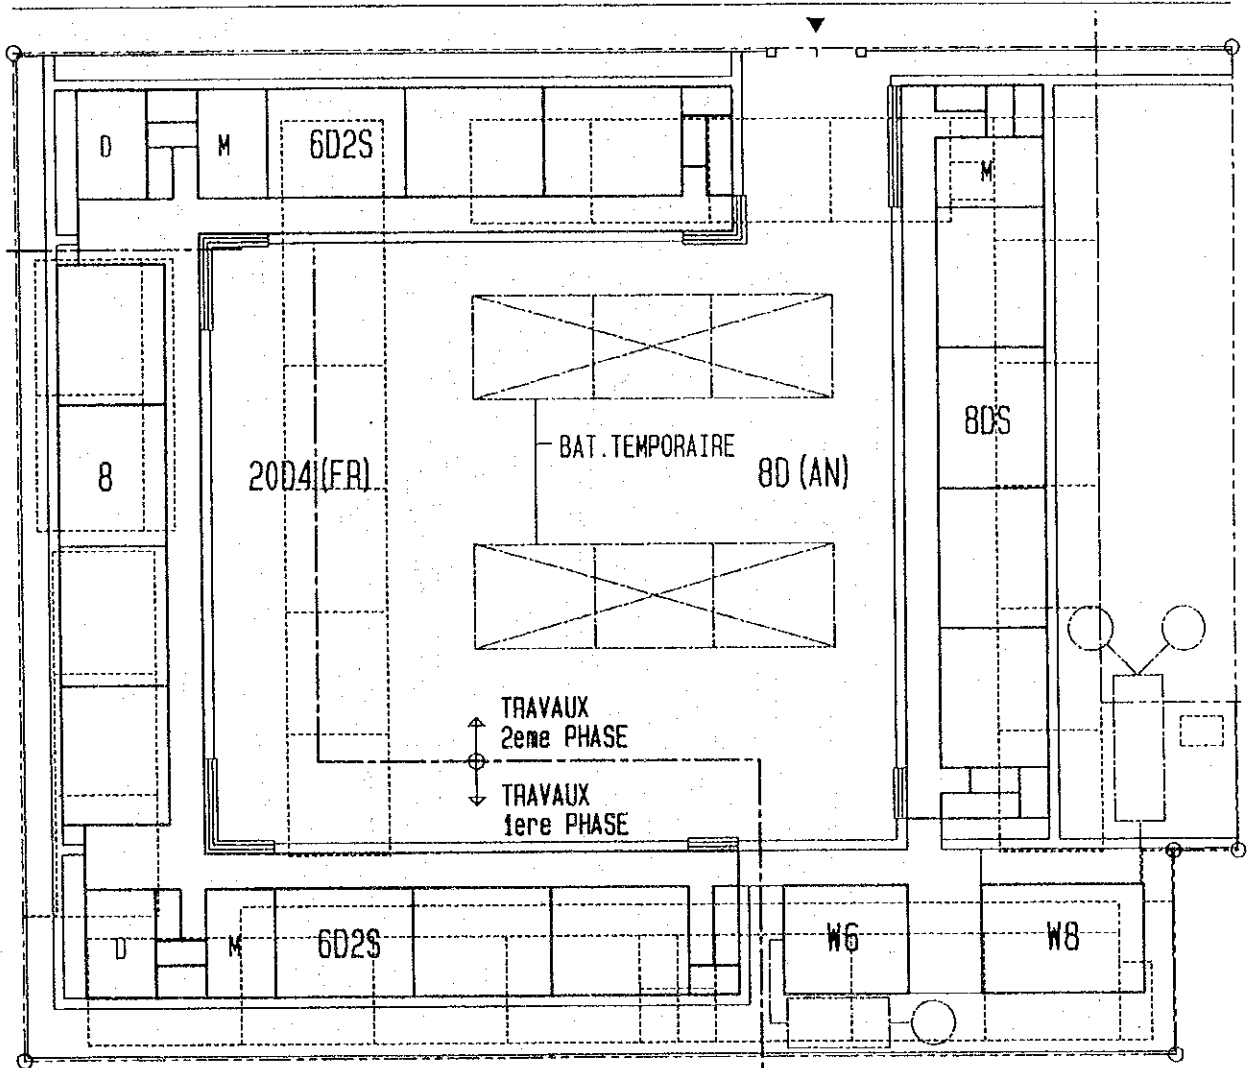 D
M
6D2S
M
8
20D4(FR)
BAT.TEMPORAIRE
8D (AN)
8DS
TRAVAUX
2eme PHASE
TRAVAUX
1ere PHASE
D
M
6D2S
W6
W8